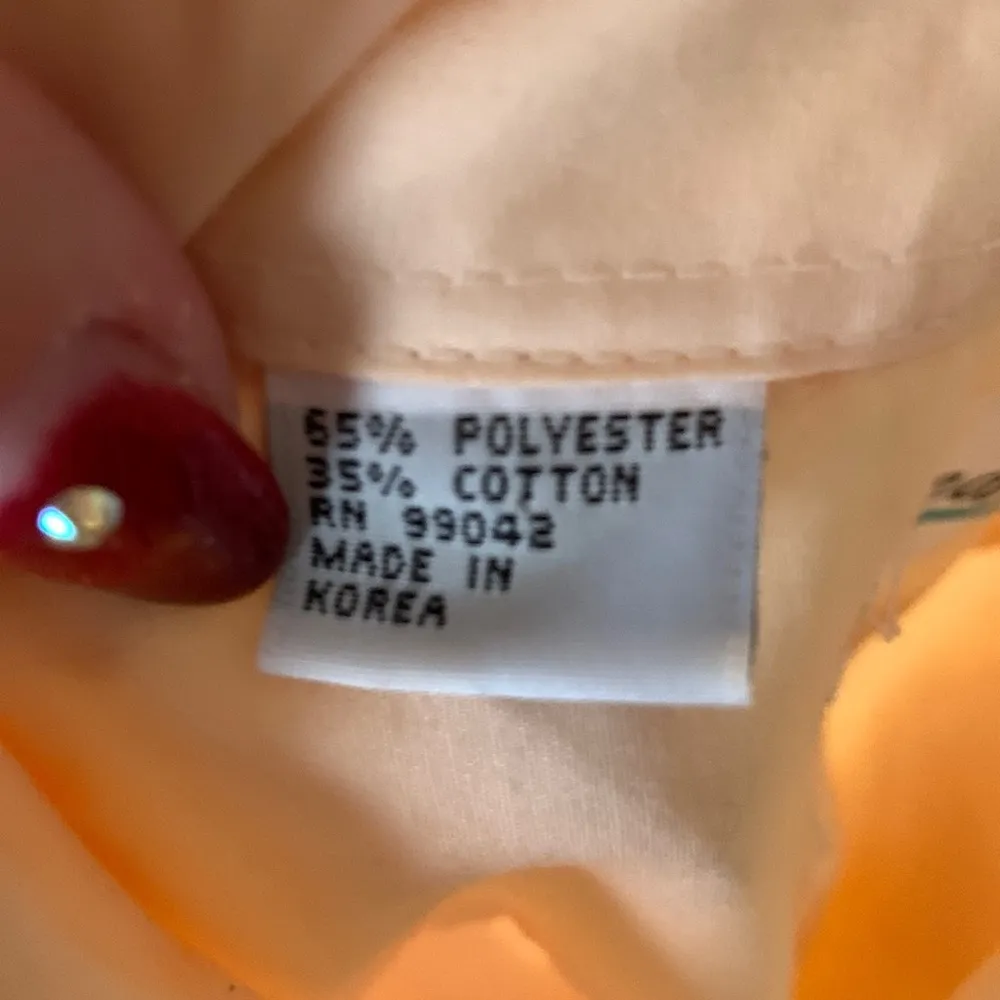 65% POLYESTER
35% COTTON
RN 99042
MADE IN
KOREA